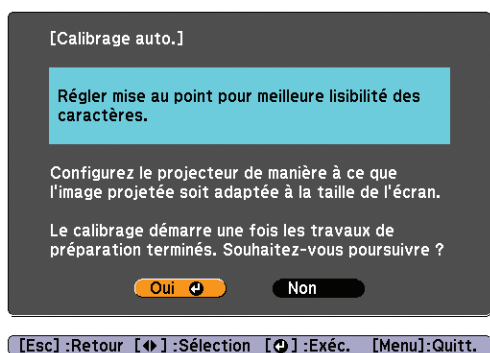 [Calibrage auto.]
Régler mise au point pour meilleure lisibilité des
caractères.
Configurez le projecteur de manière à ce que
l'image projetée soit adaptée à la taille de l'écran.
Le calibrage démarre une fois les travaux de
préparation terminés. Souhaitez-vous poursuivre ?
Oui Non
[Esc] :Retour [◆] :Sélection [↵] :Exéc. [Menu]:Quitt.